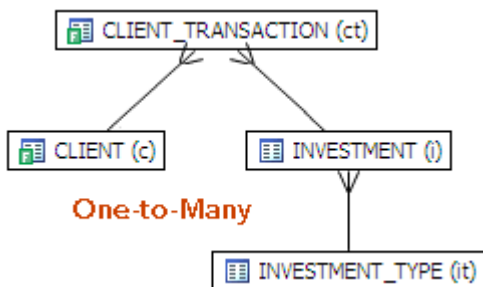 CLIENT_TRANSACTION (ct)
CLIENT (c)
INVESTMENT (i)
One-to-Many
INVESTMENT_TYPE (it)